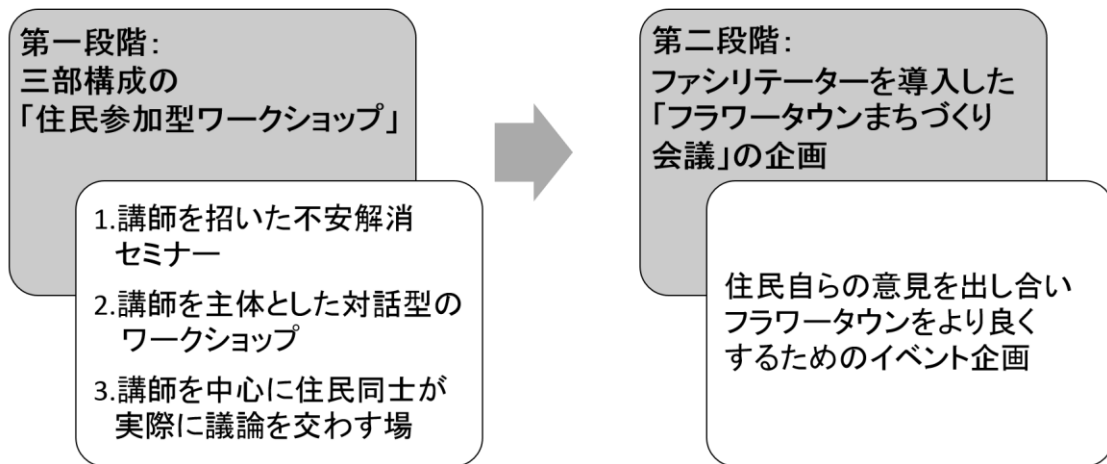 第一段階:
三部構成の
「住民参加型ワークショップ」
1.講師を招いた不安解消
セミナー
2.講師を主体とした対話型の
ワークショップ
3.講師を中心に住民同士が
実際に議論を交わす場
第二段階:
ファシリテーターを導入した
「フラワータウンまちづくり
会議」の企画
住民自らの意見を出し合い
フラワータウンをより良く
するためのイベント企画